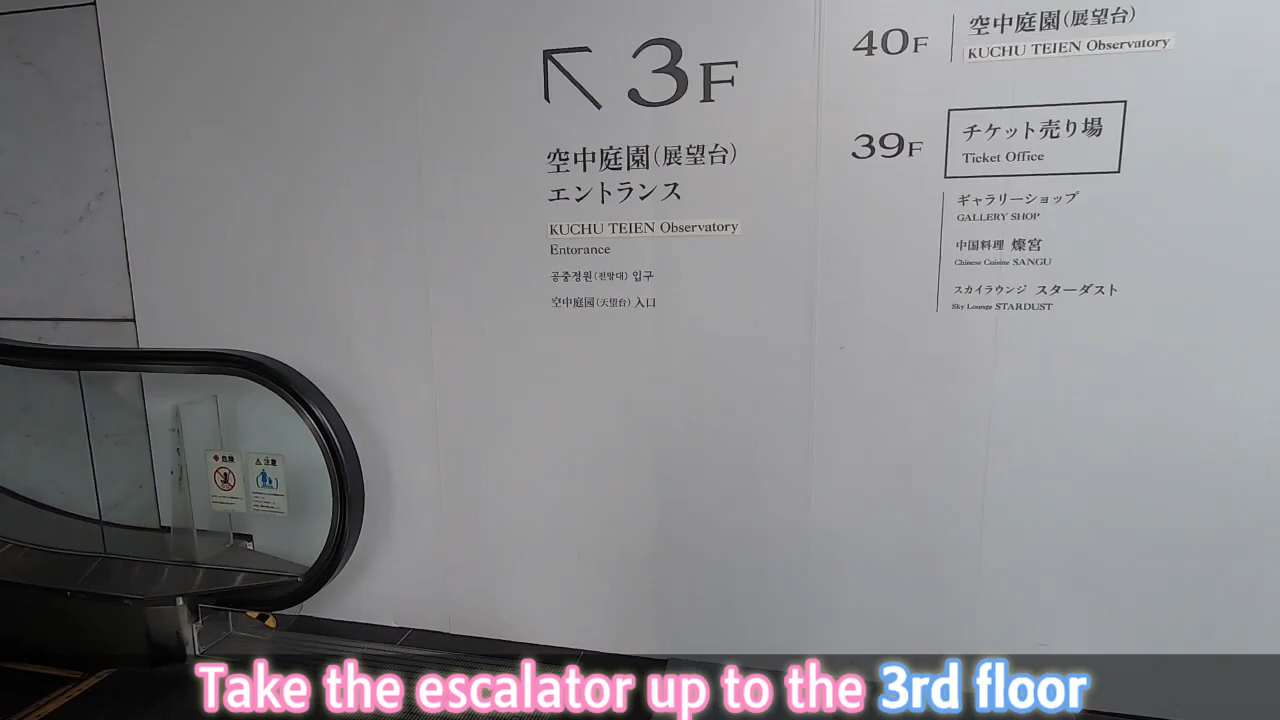 3F
空中庭園(展望台)
エントランス
KUCHU TEIEN Observatory
Entorance
공중정원(전망대) 입구
空中庭园(天望台)入口
40F
空中庭園(展望台)
KUCHU TEIEN Observatory
39F
チケット売り場
Ticket Office
ギャラリーショップ
GALLERY SHOP
中国料理 燦宮
Chinese Cuisine SANGU
スカイラウンジ スターダスト
Sky Lounge STARDUST
危険
注意
Take the escalator up to the 3rd floor